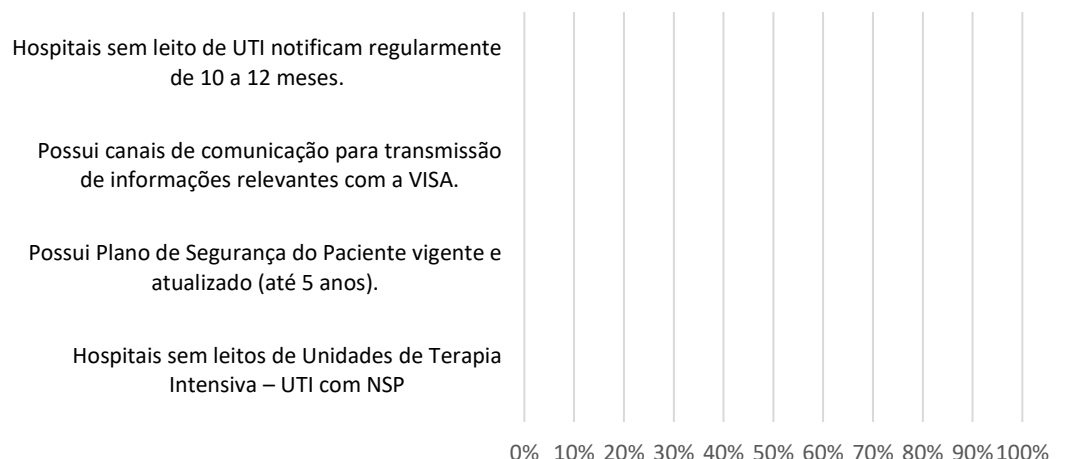 Hospitais sem leito de UTI notificam regularmente
de 10 a 12 meses.
Possui canais de comunicação para transmissão
de informações relevantes com a VISA.
Possui Plano de Segurança do Paciente vigente e
atualizado (até 5 anos).
Hospitais sem leitos de Unidades de Terapia
Intensiva – UTI com NSP
0% 10% 20% 30% 40% 50% 60% 70% 80% 90% 100%